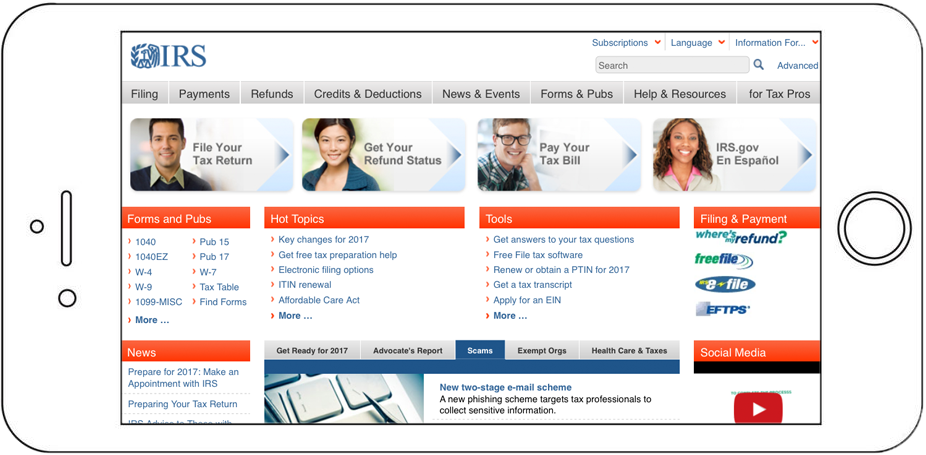 Subscriptions Language Information For...
IRS
Search Advanced
Filing Payments Refunds Credits & Deductions News & Events Forms & Pubs Help & Resources for Tax Pros
File Your
Tax Return
Get Your
Refund Status
Pay Your
Tax Bill
IRS.gov
En Español
Forms and Pubs
1040 Pub 15
1040EZ Pub 17
W-4 W-7
W-9 Tax Table
1099-MISC Find Forms
More ...
Hot Topics
Key changes for 2017
Get free tax preparation help
Electronic filing options
ITIN renewal
Affordable Care Act
More ...
Tools
Get answers to your tax questions
Free File tax software
Renew or obtain a PTIN for 2017
Get a tax transcript
Apply for an EIN
More ...
Filing & Payment
where's my refund?
freefile
e-file
EFTPS
News
Prepare for 2017: Make an
Appointment with IRS
Preparing Your Tax Return
IRS Advice to Those with
Get Ready for 2017 Advocate's Report Scams Exempt Orgs Health Care & Taxes
New two-stage e-mail scheme
A new phishing scheme targets tax professionals to
collect sensitive information.
Social Media